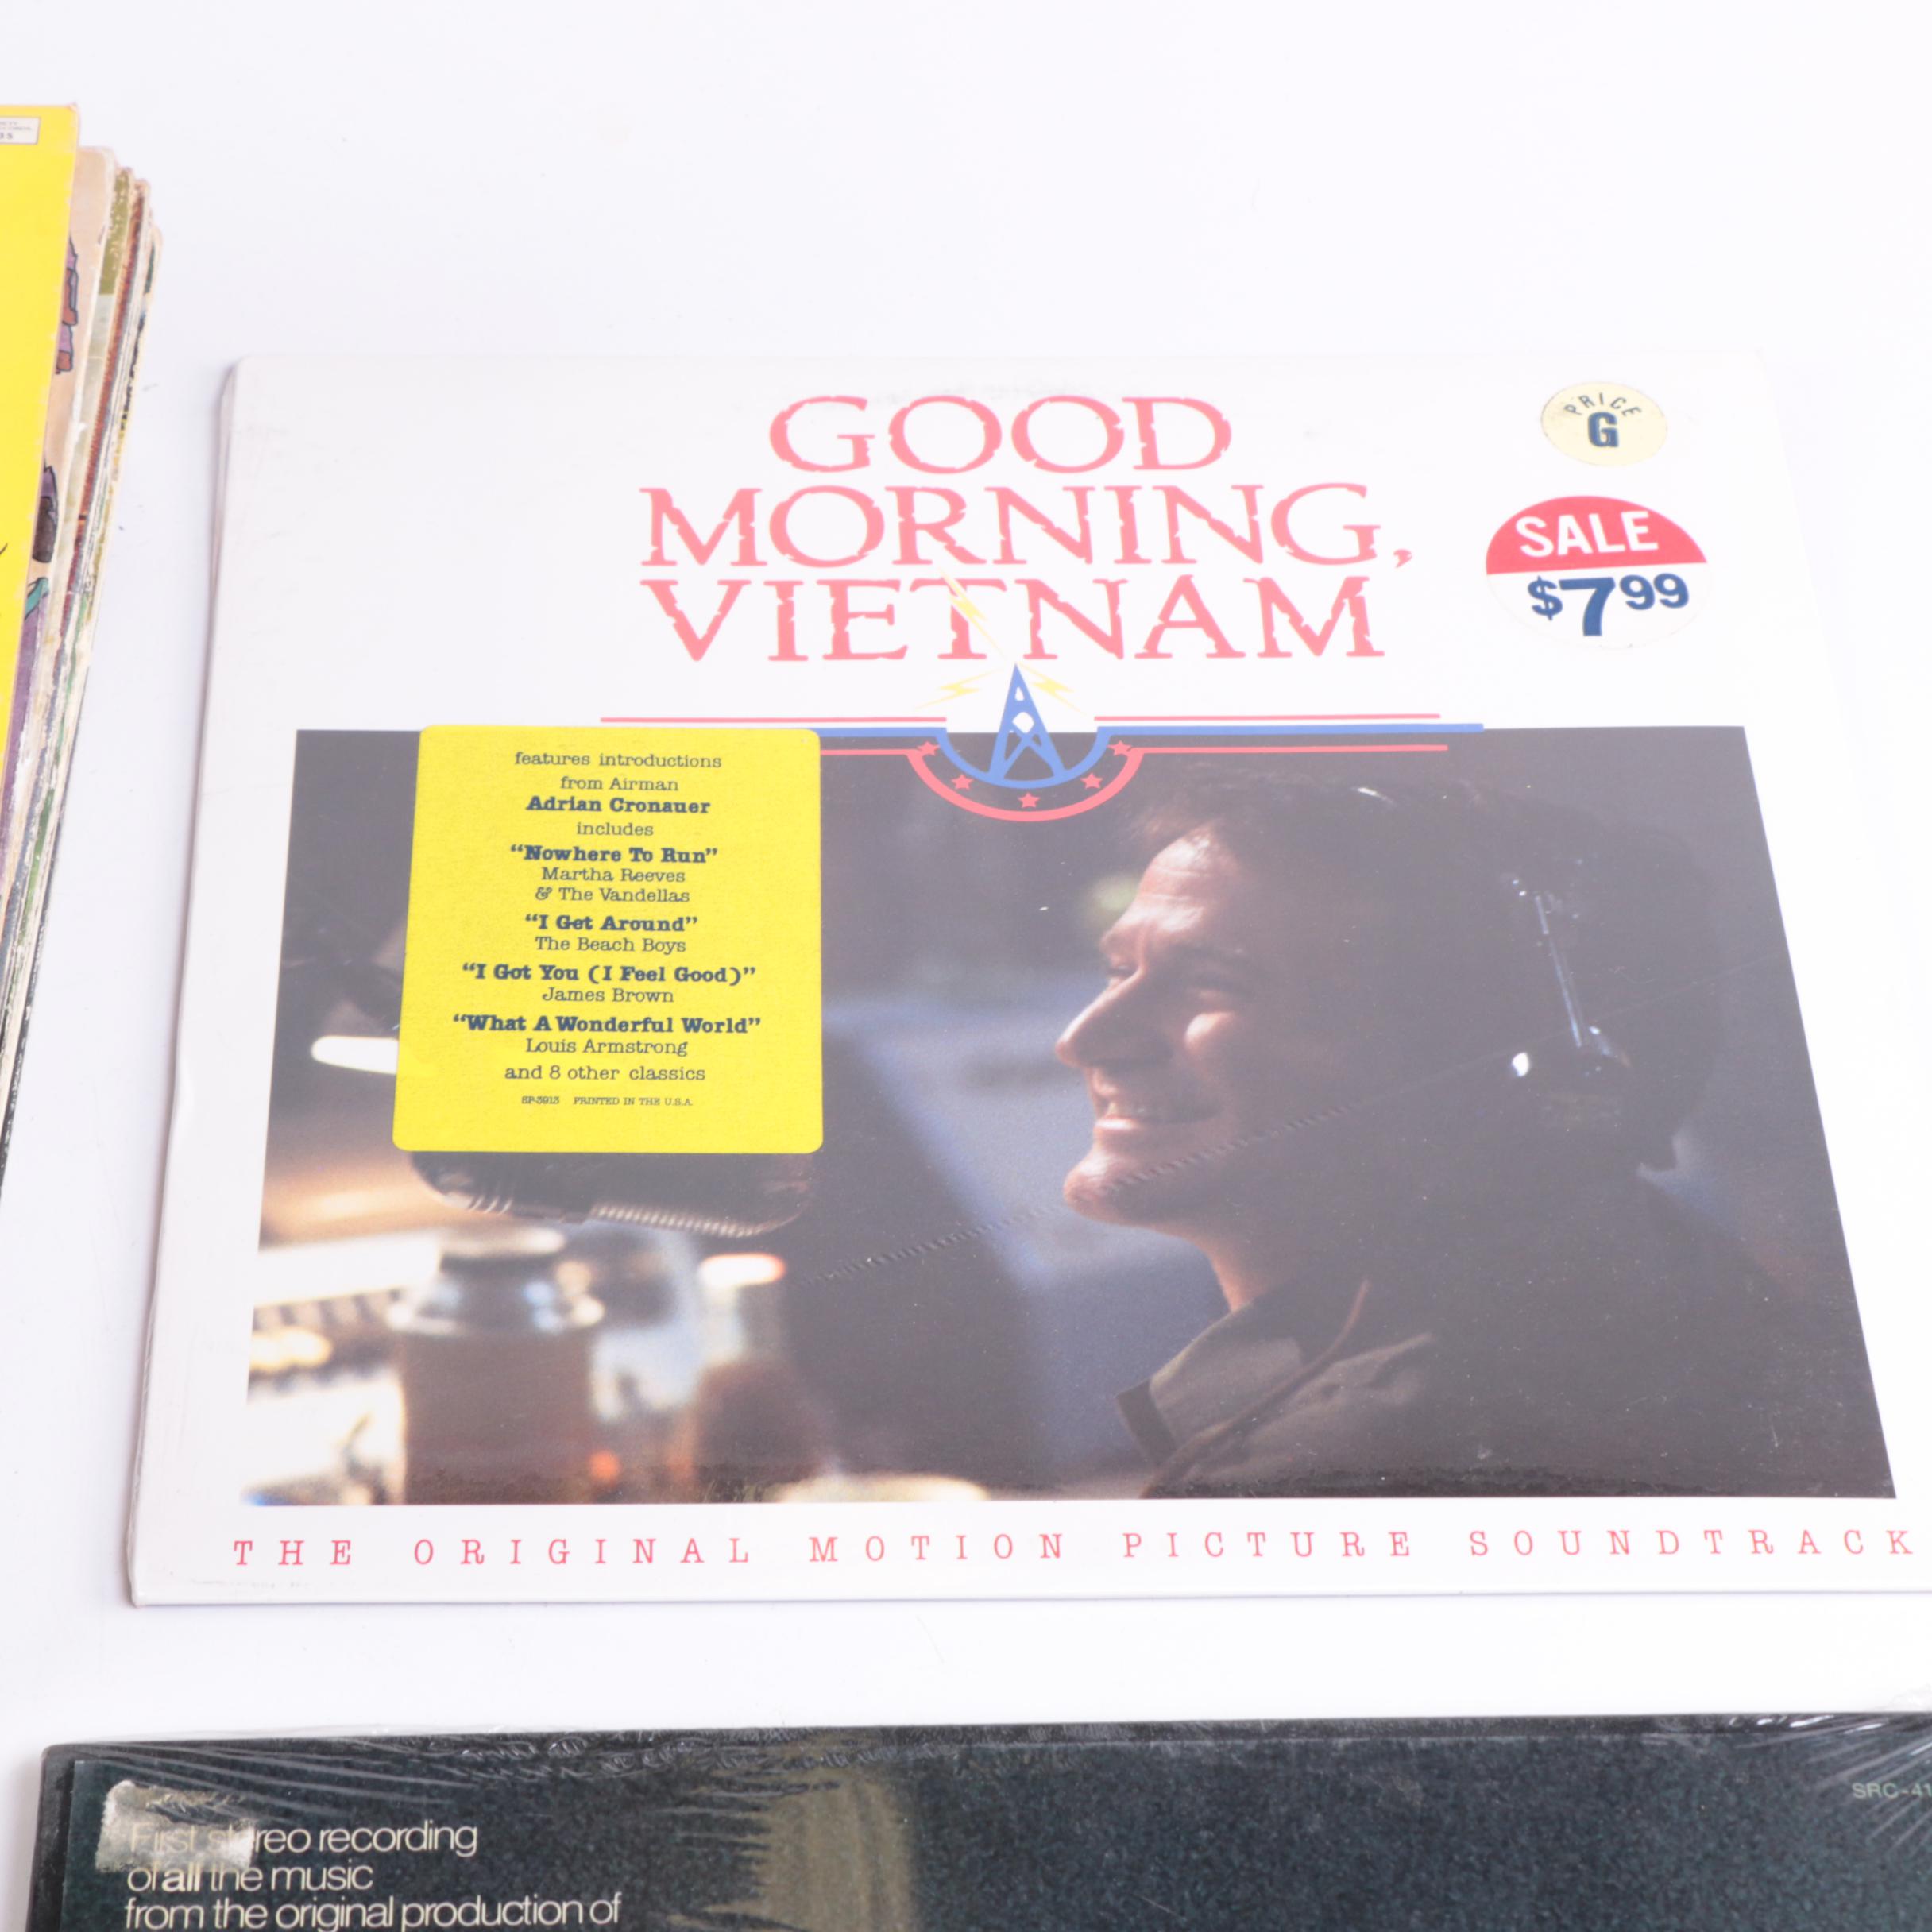 GOOD
MORNING,
VIETNAM
PRICE
G
SALE
$7.99
features introductions
from Airman
Adrian Cronauer
includes
“Nowhere To Run”
Martha Reeves
& The Vandellas
“I Get Around”
The Beach Boys
“I Got You (I Feel Good)”
James Brown
“What A Wonderful World”
Louis Armstrong
and 8 other classics
SP-3913 PRINTED IN THE U.S.A.
THE ORIGINAL MOTION PICTURE SOUNDTRACK
SRC-41
First stereo recording
of all the music
from the original production of